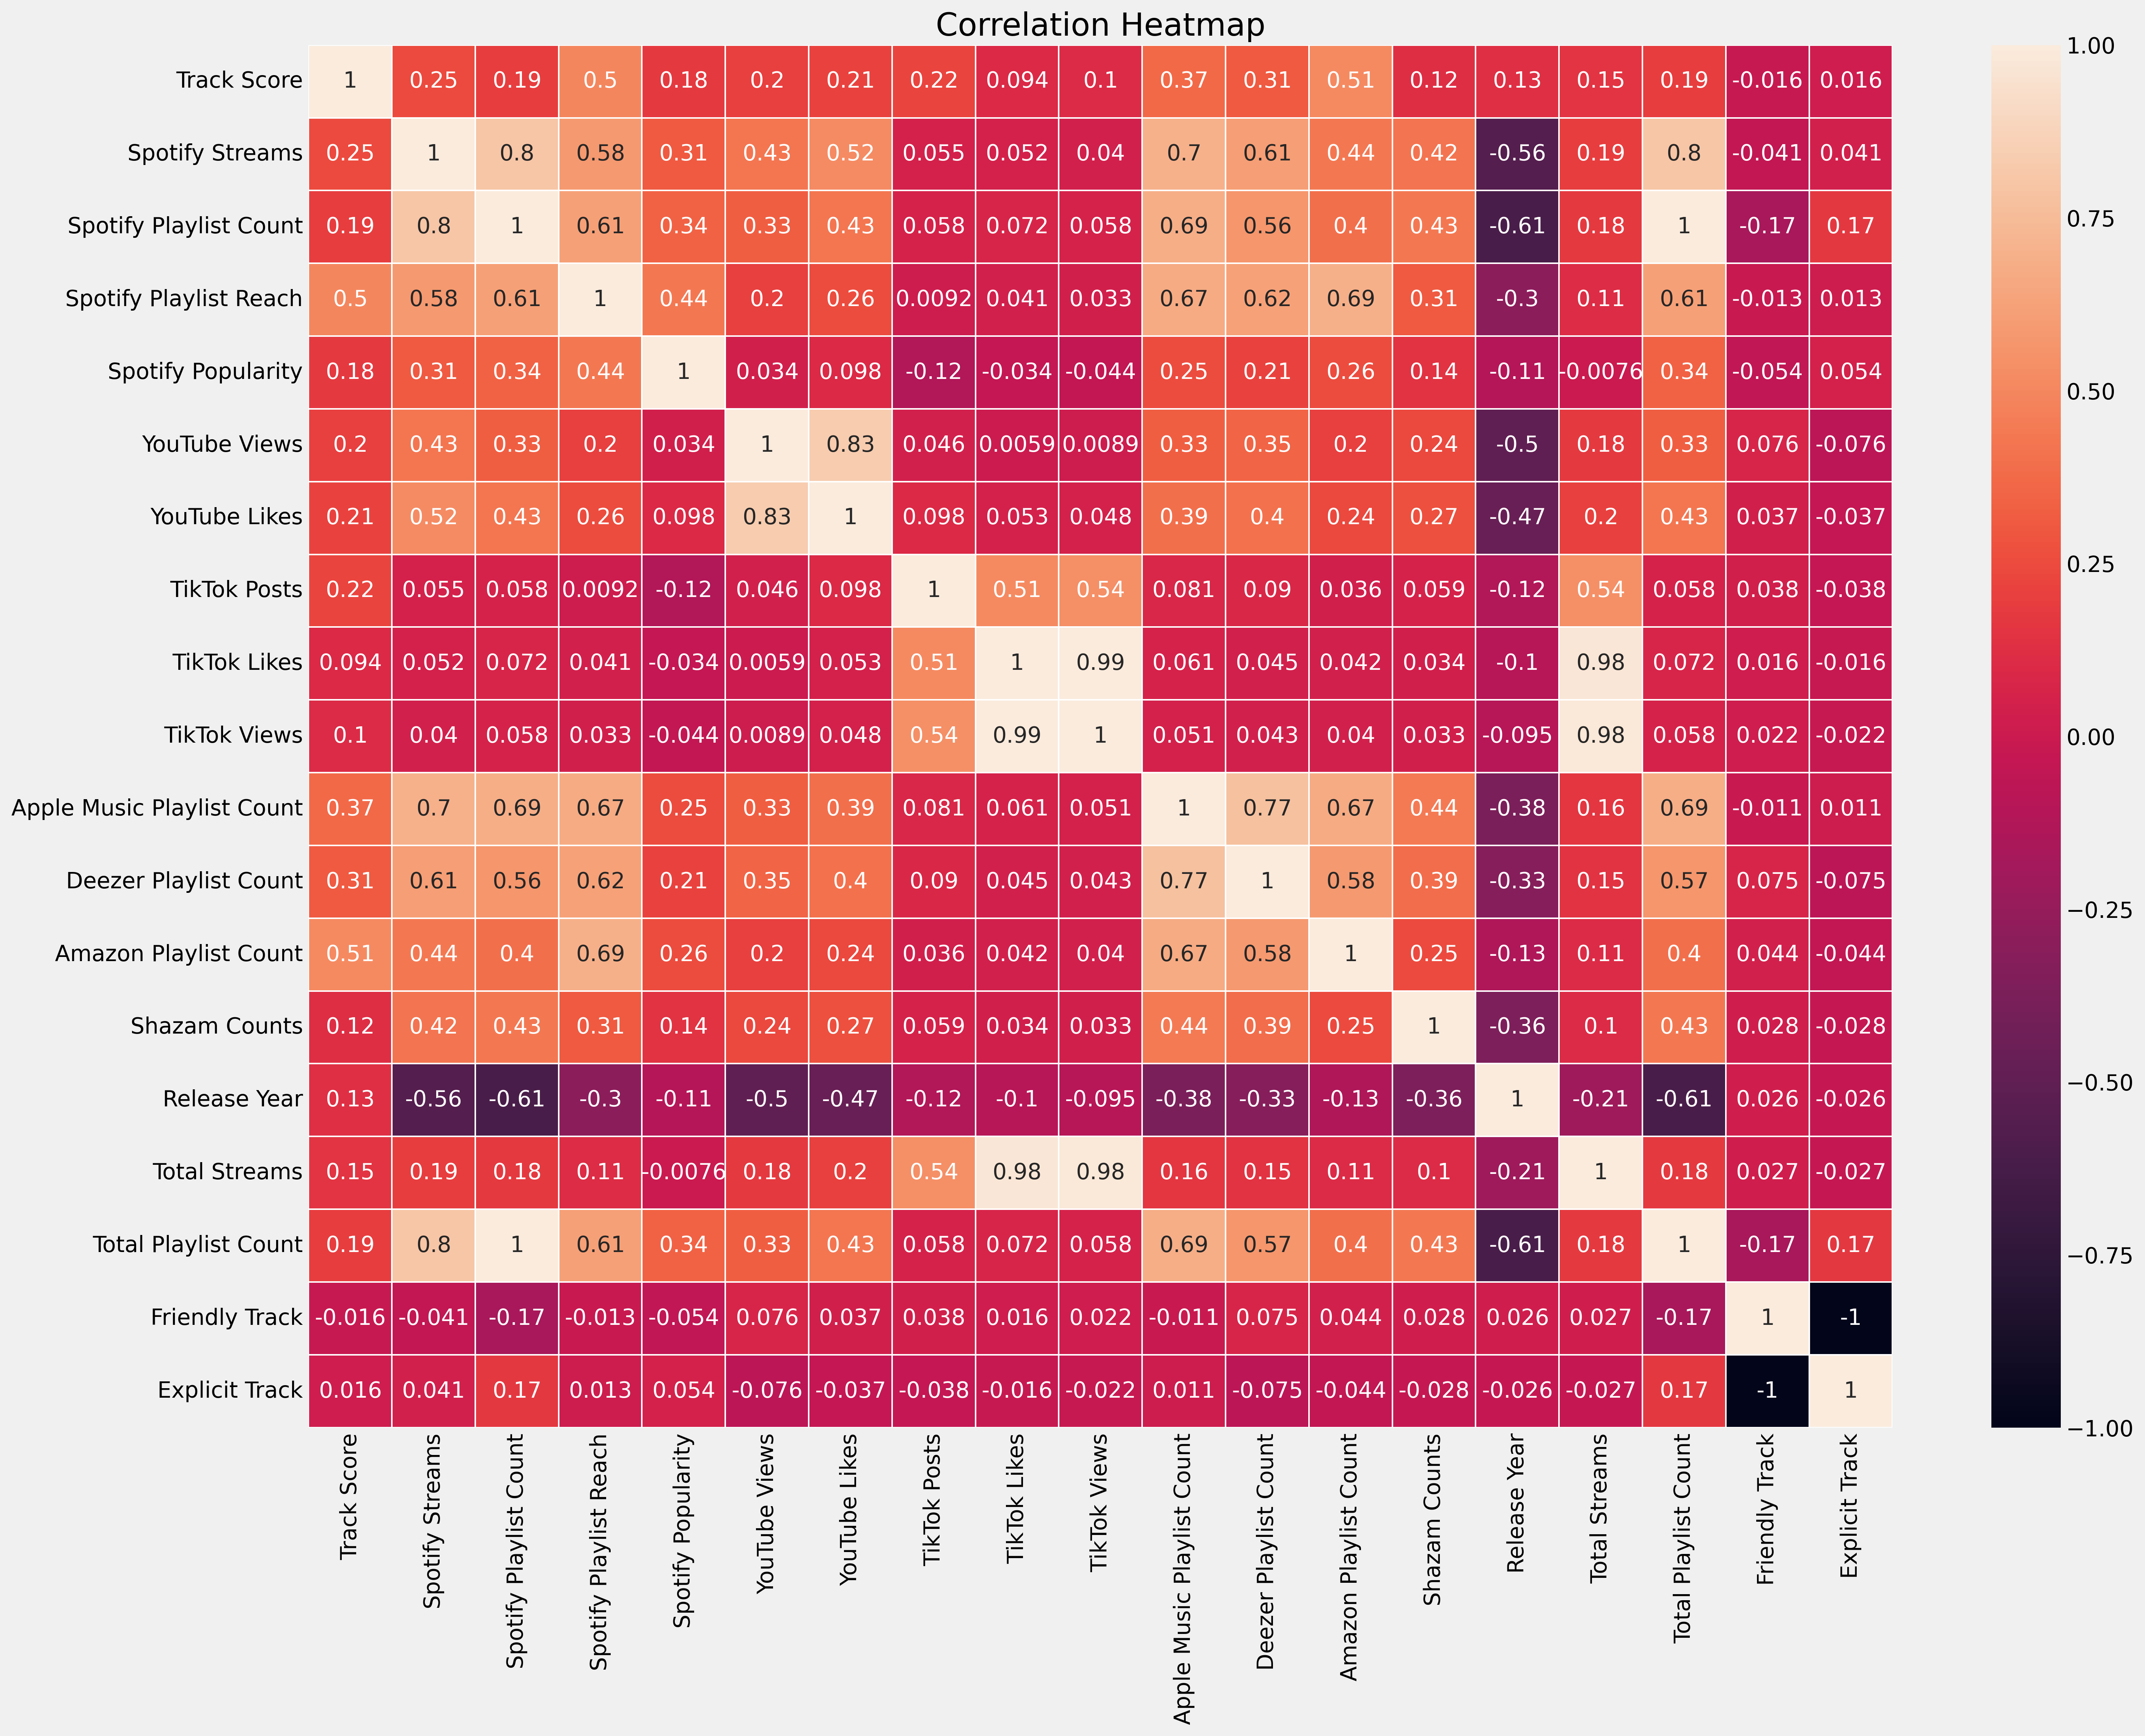 Correlation Heatmap
Track Score 1 0.25 0.19 0.5 0.18 0.2 0.21 0.22 0.094 0.1 0.37 0.31 0.51 0.12 0.13 0.15 0.19 -0.016 0.016
Spotify Streams 0.25 1 0.8 0.58 0.31 0.43 0.52 0.055 0.052 0.04 0.7 0.61 0.44 0.42 -0.56 0.19 0.8 -0.041 0.041
Spotify Playlist Count 0.19 0.8 1 0.61 0.34 0.33 0.43 0.058 0.072 0.058 0.69 0.56 0.4 0.43 -0.61 0.18 1 -0.17 0.17
Spotify Playlist Reach 0.5 0.58 0.61 1 0.44 0.2 0.26 0.0092 0.041 0.033 0.67 0.62 0.69 0.31 -0.3 0.11 0.61 -0.013 0.013
Spotify Popularity 0.18 0.31 0.34 0.44 1 0.034 0.098 -0.12 -0.034 -0.044 0.25 0.21 0.26 0.14 -0.11 -0.0076 0.34 -0.054 0.054
YouTube Views 0.2 0.43 0.33 0.2 0.034 1 0.83 0.046 0.0059 0.0089 0.33 0.35 0.2 0.24 -0.5 0.18 0.33 0.076 -0.076
YouTube Likes 0.21 0.52 0.43 0.26 0.098 0.83 1 0.098 0.053 0.048 0.39 0.4 0.24 0.27 -0.47 0.2 0.43 0.037 -0.037
TikTok Posts 0.22 0.055 0.058 0.0092 -0.12 0.046 0.098 1 0.51 0.54 0.081 0.09 0.036 0.059 -0.12 0.54 0.058 0.038 -0.038
TikTok Likes 0.094 0.052 0.072 0.041 -0.034 0.0059 0.053 0.51 1 0.99 0.061 0.045 0.042 0.034 -0.1 0.98 0.072 0.016 -0.016
TikTok Views 0.1 0.04 0.058 0.033 -0.044 0.0089 0.048 0.54 0.99 1 0.051 0.043 0.04 0.033 -0.095 0.98 0.058 0.022 -0.022
Apple Music Playlist Count 0.37 0.7 0.69 0.67 0.25 0.33 0.39 0.081 0.061 0.051 1 0.77 0.67 0.44 -0.38 0.16 0.69 -0.011 0.011
Deezer Playlist Count 0.31 0.61 0.56 0.62 0.21 0.35 0.4 0.09 0.045 0.043 0.77 1 0.58 0.39 -0.33 0.15 0.57 0.075 -0.075
Amazon Playlist Count 0.51 0.44 0.4 0.69 0.26 0.2 0.24 0.036 0.042 0.04 0.67 0.58 1 0.25 -0.13 0.11 0.4 0.044 -0.044
Shazam Counts 0.12 0.42 0.43 0.31 0.14 0.24 0.27 0.059 0.034 0.033 0.44 0.39 0.25 1 -0.36 0.1 0.43 0.028 -0.028
Release Year 0.13 -0.56 -0.61 -0.3 -0.11 -0.5 -0.47 -0.12 -0.1 -0.095 -0.38 -0.33 -0.13 -0.36 1 -0.21 -0.61 0.026 -0.026
Total Streams 0.15 0.19 0.18 0.11 -0.0076 0.18 0.2 0.54 0.98 0.98 0.16 0.15 0.11 0.1 -0.21 1 0.18 0.027 -0.027
Total Playlist Count 0.19 0.8 1 0.61 0.34 0.33 0.43 0.058 0.072 0.058 0.69 0.57 0.4 0.43 -0.61 0.18 1 -0.17 0.17
Friendly Track -0.016 -0.041 -0.17 -0.013 -0.054 0.076 0.037 0.038 0.016 0.022 -0.011 0.075 0.044 0.028 0.026 0.027 -0.17 1 -1
Explicit Track 0.016 0.041 0.17 0.013 0.054 -0.076 -0.037 -0.038 -0.016 -0.022 0.011 -0.075 -0.044 -0.028 -0.026 -0.027 0.17 -1 1
Track Score
Spotify Streams
Spotify Playlist Count
Spotify Playlist Reach
Spotify Popularity
YouTube Views
YouTube Likes
TikTok Posts
TikTok Likes
TikTok Views
Apple Music Playlist Count
Deezer Playlist Count
Amazon Playlist Count
Shazam Counts
Release Year
Total Streams
Total Playlist Count
Friendly Track
Explicit Track
1.00
0.75
0.50
0.25
0.00
−0.25
−0.50
−0.75
−1.00